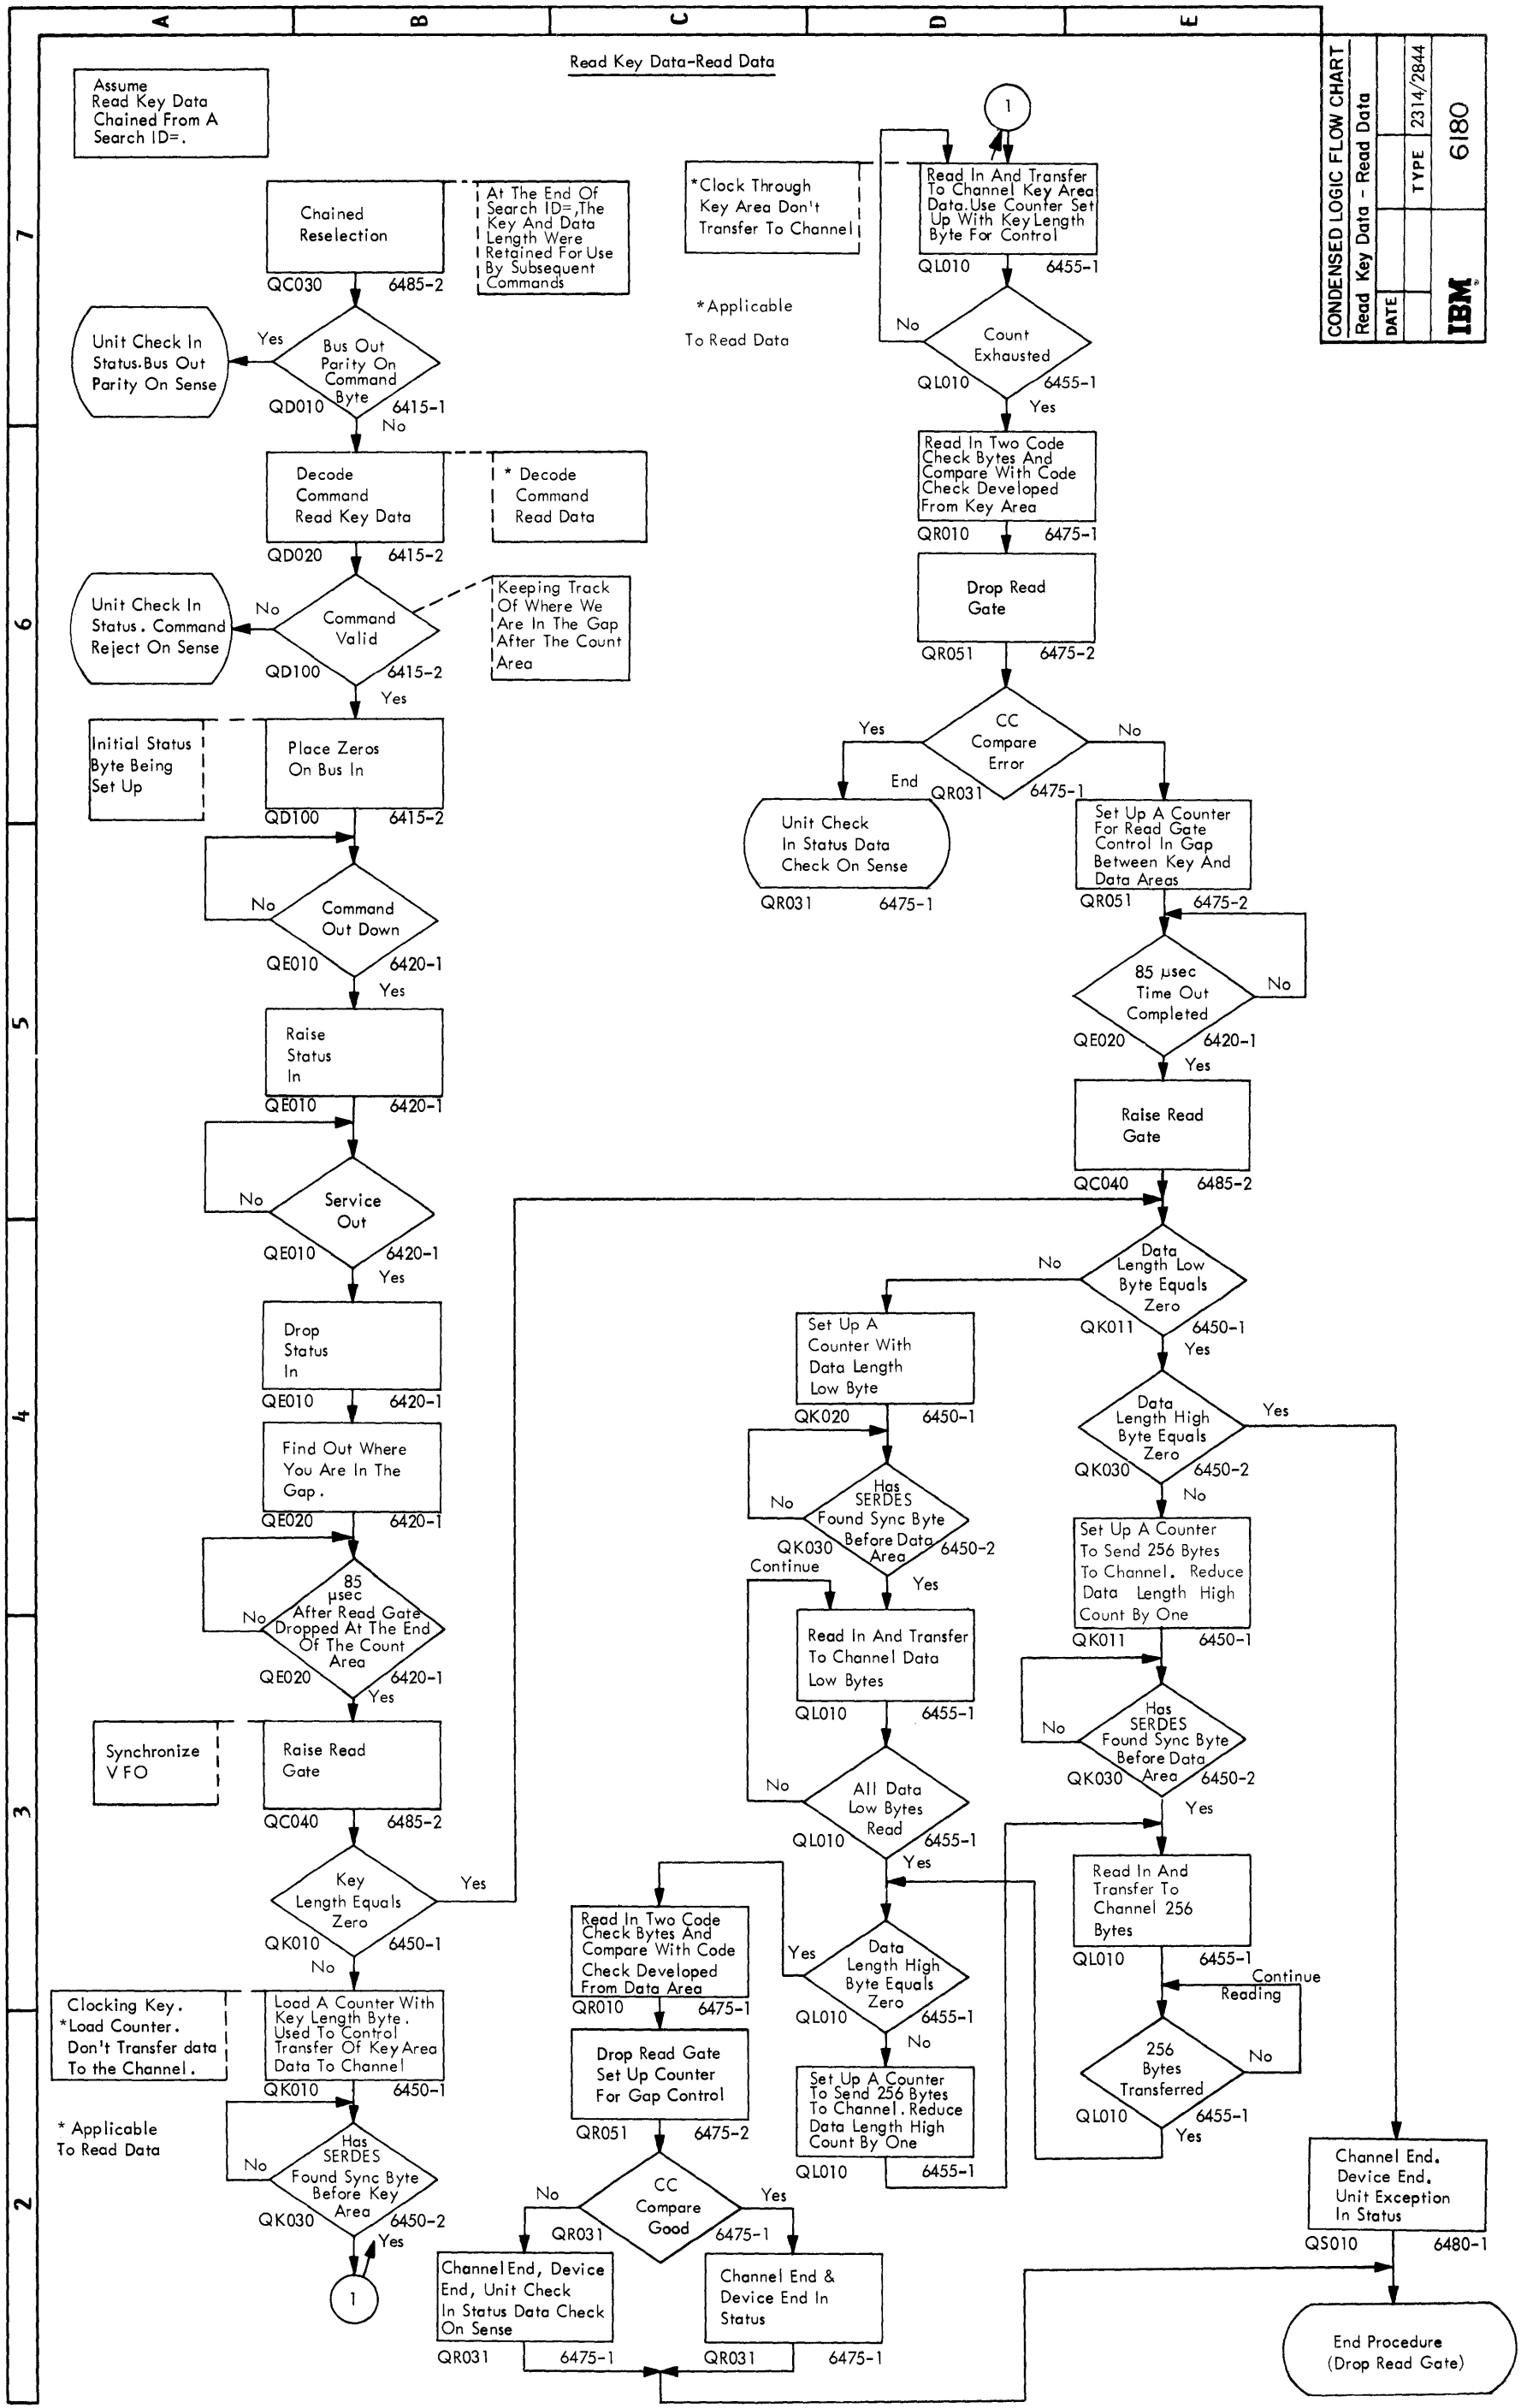 A
B
C
D
E
Read Key Data-Read Data
Assume
Read Key Data
Chained From A
Search ID=.
Chained
Reselection
QC030
6485-2
At The End Of
Search ID=,The
Key And Data
Length Were
Retained For Use
By Subsequent
Commands
7
Bus Out
Parity On
Command
Byte
Yes
QD010
6415-1
No
Unit Check In
Status.Bus Out
Parity On Sense
Decode
Command
Read Key Data
QD020
6415-2
* Decode
Command
Read Data
6
Command
Valid
No
QD100
6415-2
Yes
Unit Check In
Status. Command
Reject On Sense
Keeping Track
Of Where We
Are In The Gap
After The Count
Area
Initial Status
Byte Being
Set Up
Place Zeros
On Bus In
QD100
6415-2
Command
Out Down
No
QE010
6420-1
Yes
5
Raise
Status
In
QE010
6420-1
Service
Out
No
QE010
6420-1
Yes
Drop
Status
In
QE010
6420-1
4
Find Out Where
You Are In The
Gap.
QE020
6420-1
85
µsec
After Read Gate
Dropped At The End
Of The Count
Area
No
QE020
6420-1
Yes
Synchronize
VFO
Raise Read
Gate
QC040
6485-2
3
Key
Length Equals
Zero
Yes
QK010
6450-1
No
Clocking Key.
*Load Counter.
Don't Transfer data
To the Channel.
Load A Counter With
Key Length Byte.
Used To Control
Transfer Of Key Area
Data To Channel
QK010
6450-1
* Applicable
To Read Data
Has
SERDES
Found Sync Byte
Before Key
Area
No
QK030
6450-2
Yes
2
1
1
*Clock Through
Key Area Don't
Transfer To Channel
Read In And Transfer
To Channel Key Area
Data.Use Counter Set
Up With Key Length
Byte For Control
QL010
6455-1
*Applicable
To Read Data
Count
Exhausted
No
QL010
6455-1
Yes
Read In Two Code
Check Bytes And
Compare With Code
Check Developed
From Key Area
QR010
6475-1
Drop Read
Gate
QR051
6475-2
CC
Compare
Error
Yes
No
End
QR031
6475-1
Unit Check
In Status Data
Check On Sense
QR031
6475-1
Set Up A Counter
For Read Gate
Control In Gap
Between Key And
Data Areas
QR051
6475-2
85 µsec
Time Out
Completed
No
QE020
6420-1
Yes
Raise Read
Gate
QC040
6485-2
Data
Length Low
Byte Equals
Zero
No
QK011
6450-1
Yes
Set Up A
Counter With
Data Length
Low Byte
QK020
6450-1
Data
Length High
Byte Equals
Zero
Yes
QK030
6450-2
No
Has
SERDES
Found Sync Byte
Before Data
Area
No
QK030
6450-2
Yes
Continue
Set Up A Counter
To Send 256 Bytes
To Channel. Reduce
Data Length High
Count By One
QK011
6450-1
Read In And Transfer
To Channel Data
Low Bytes
QL010
6455-1
Has
SERDES
Found Sync Byte
Before Data
Area
No
QK030
6450-2
Yes
All Data
Low Bytes
Read
No
QL010
6455-1
Yes
Read In And
Transfer To
Channel 256
Bytes
QL010
6455-1
Continue
Reading
Read In Two Code
Check Bytes And
Compare With Code
Check Developed
From Data Area
QR010
6475-1
Data
Length High
Byte Equals
Zero
Yes
QL010
6455-1
No
256
Bytes
Transferred
No
QL010
6455-1
Yes
Drop Read Gate
Set Up Counter
For Gap Control
QR051
6475-2
Set Up A Counter
To Send 256 Bytes
To Channel.Reduce
Data Length High
Count By One
QL010
6455-1
CC
Compare
Good
No
Yes
QR031
6475-1
Channel End, Device
End, Unit Check
In Status Data Check
On Sense
QR031
6475-1
Channel End &
Device End In
Status
QR031
6475-1
Channel End.
Device End.
Unit Exception
In Status
QS010
6480-1
End Procedure
(Drop Read Gate)
CONDENSED LOGIC FLOW CHART
Read Key Data - Read Data
DATE
TYPE
2314/2844
IBM®
6180